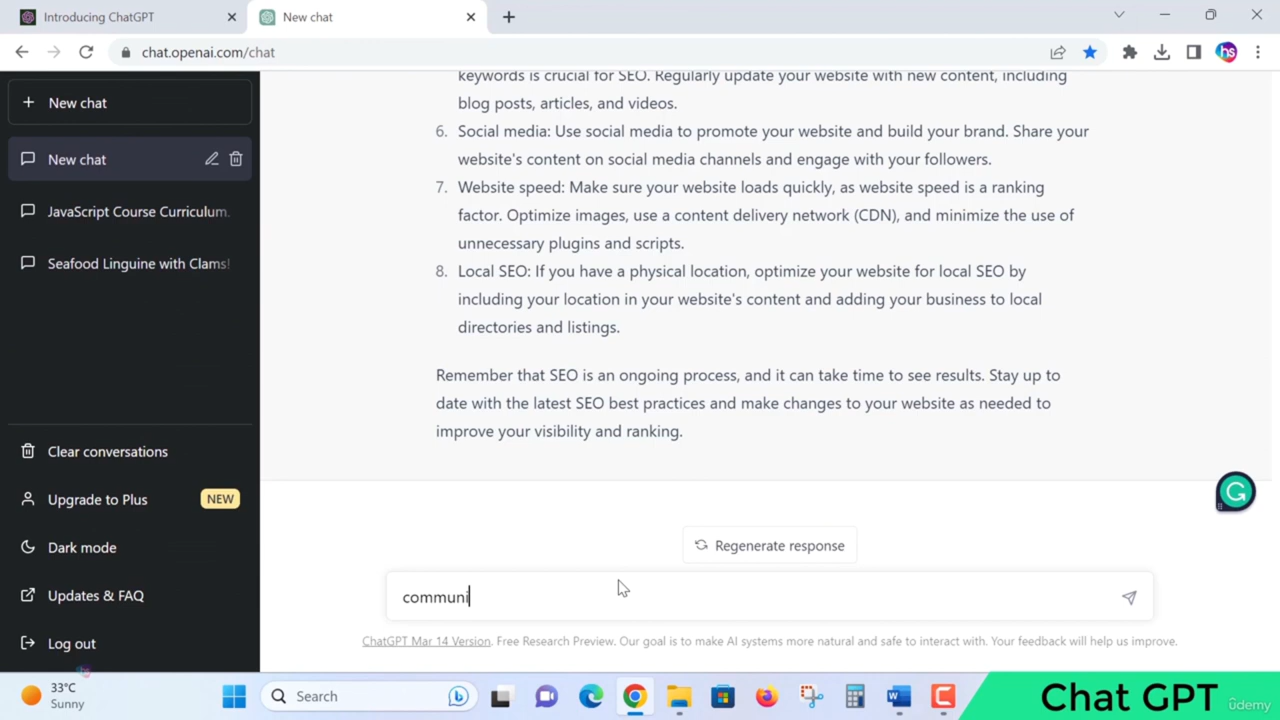 Introducing ChatGPT
New chat
chat.openai.com/chat
hs
New chat
New chat
JavaScript Course Curriculum.
Seafood Linguine with Clams!
Clear conversations
Upgrade to Plus
NEW
Dark mode
Updates & FAQ
Log out
keywords is crucial for SEO. Regularly update your website with new content, including
blog posts, articles, and videos.
6. Social media: Use social media to promote your website and build your brand. Share your
website's content on social media channels and engage with your followers.
7. Website speed: Make sure your website loads quickly, as website speed is a ranking
factor. Optimize images, use a content delivery network (CDN), and minimize the use of
unnecessary plugins and scripts.
8. Local SEO: If you have a physical location, optimize your website for local SEO by
including your location in your website's content and adding your business to local
directories and listings.
Remember that SEO is an ongoing process, and it can take time to see results. Stay up to
date with the latest SEO best practices and make changes to your website as needed to
improve your visibility and ranking.
Regenerate response
communi
ChatGPT Mar 14 Version. Free Research Preview. Our goal is to make AI systems more natural and safe to interact with. Your feedback will help us improve.
33°C
Sunny
Search
Chat GPT
ûdemy